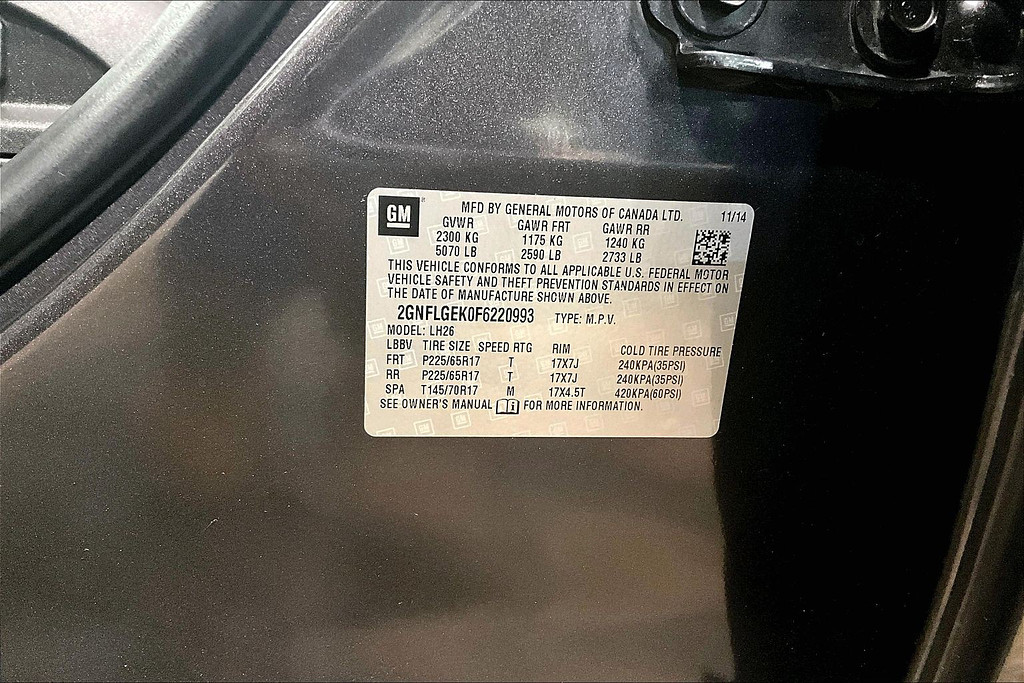 GM
MFD BY GENERAL MOTORS OF CANADA LTD. 11/14
GVWR GAWR FRT GAWR RR
2300 KG 1175 KG 1240 KG
5070 LB 2590 LB 2733 LB
THIS VEHICLE CONFORMS TO ALL APPLICABLE U.S. FEDERAL MOTOR
VEHICLE SAFETY AND THEFT PREVENTION STANDARDS IN EFFECT ON
THE DATE OF MANUFACTURE SHOWN ABOVE.
2GNFLGEK0F6220993 TYPE: M.P.V.
MODEL: LH26
LBBV TIRE SIZE SPEED RTG RIM COLD TIRE PRESSURE
FRT P225/65R17 T 17X7J 240KPA(35PSI)
RR P225/65R17 T 17X7J 240KPA(35PSI)
SPA T145/70R17 M 17X4.5T 420KPA(60PSI)
SEE OWNER'S MANUAL FOR MORE INFORMATION.